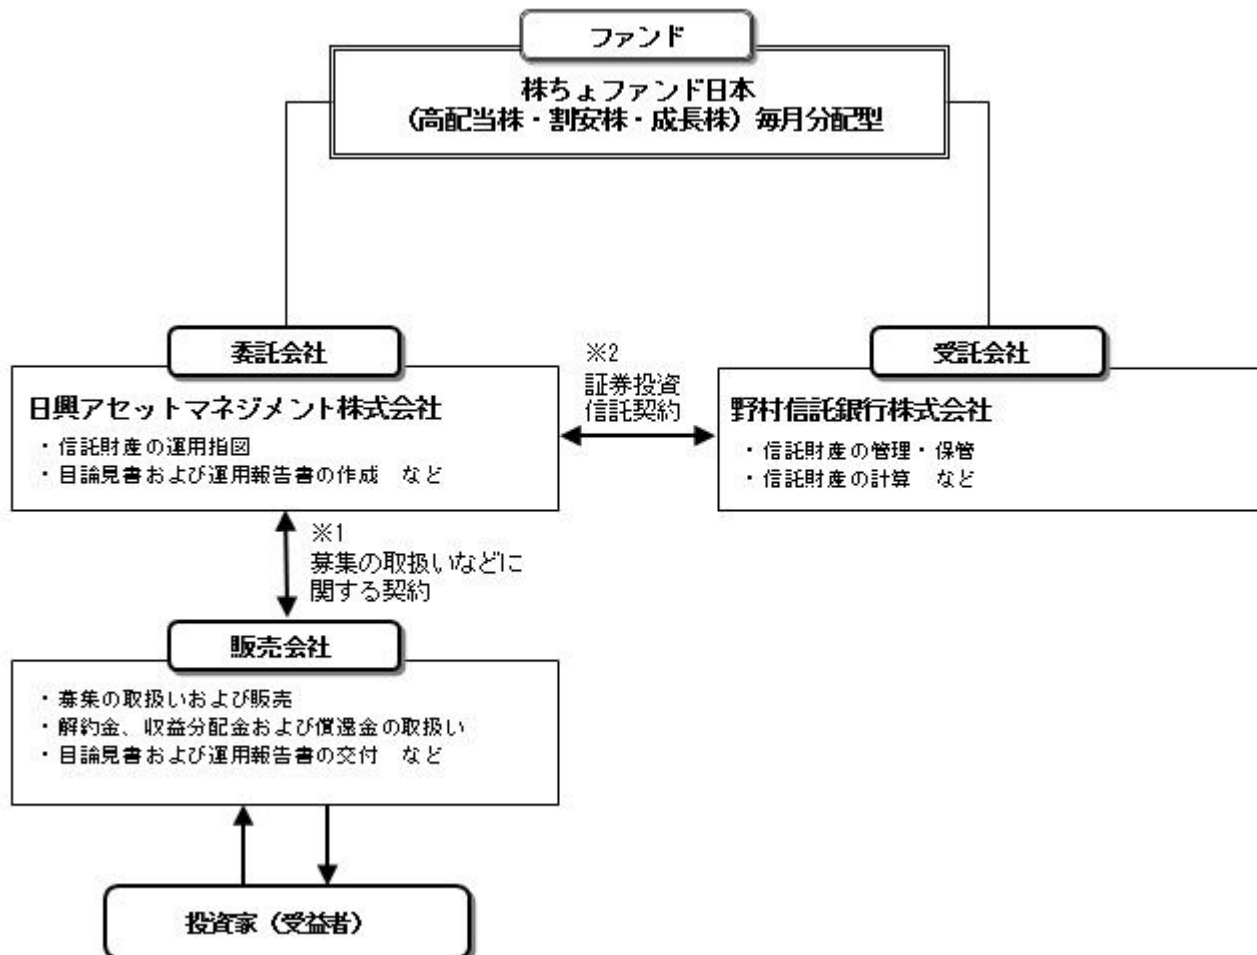 ファンド
株ちょファンド日本
(高配当株・割安株・成長株)毎月分配型
委託会社
日興アセットマネジメント株式会社
・信託財産の運用指図
・目論見書および運用報告書の作成 など
※2
証券投資
信託契約
受託会社
野村信託銀行株式会社
・信託財産の管理・保管
・信託財産の計算 など
※1
募集の取扱いなどに
関する契約
販売会社
・募集の取扱いおよび販売
・解約金、収益分配金および償還金の取扱い
・目論見書および運用報告書の交付 など
投資家(受益者)